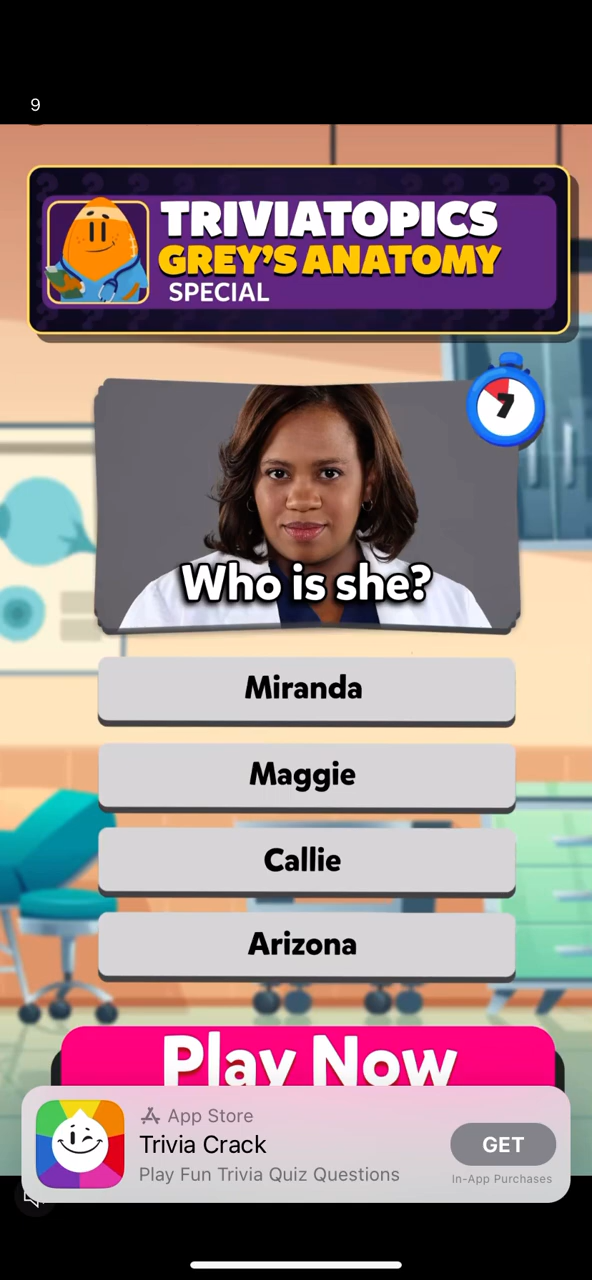 9
TRIVIATOPICS
GREY'S ANATOMY
SPECIAL
7
Who is she?
Miranda
Maggie
Callie
Arizona
Play Now
App Store
Trivia Crack
GET
Play Fun Trivia Quiz Questions
In-App Purchases